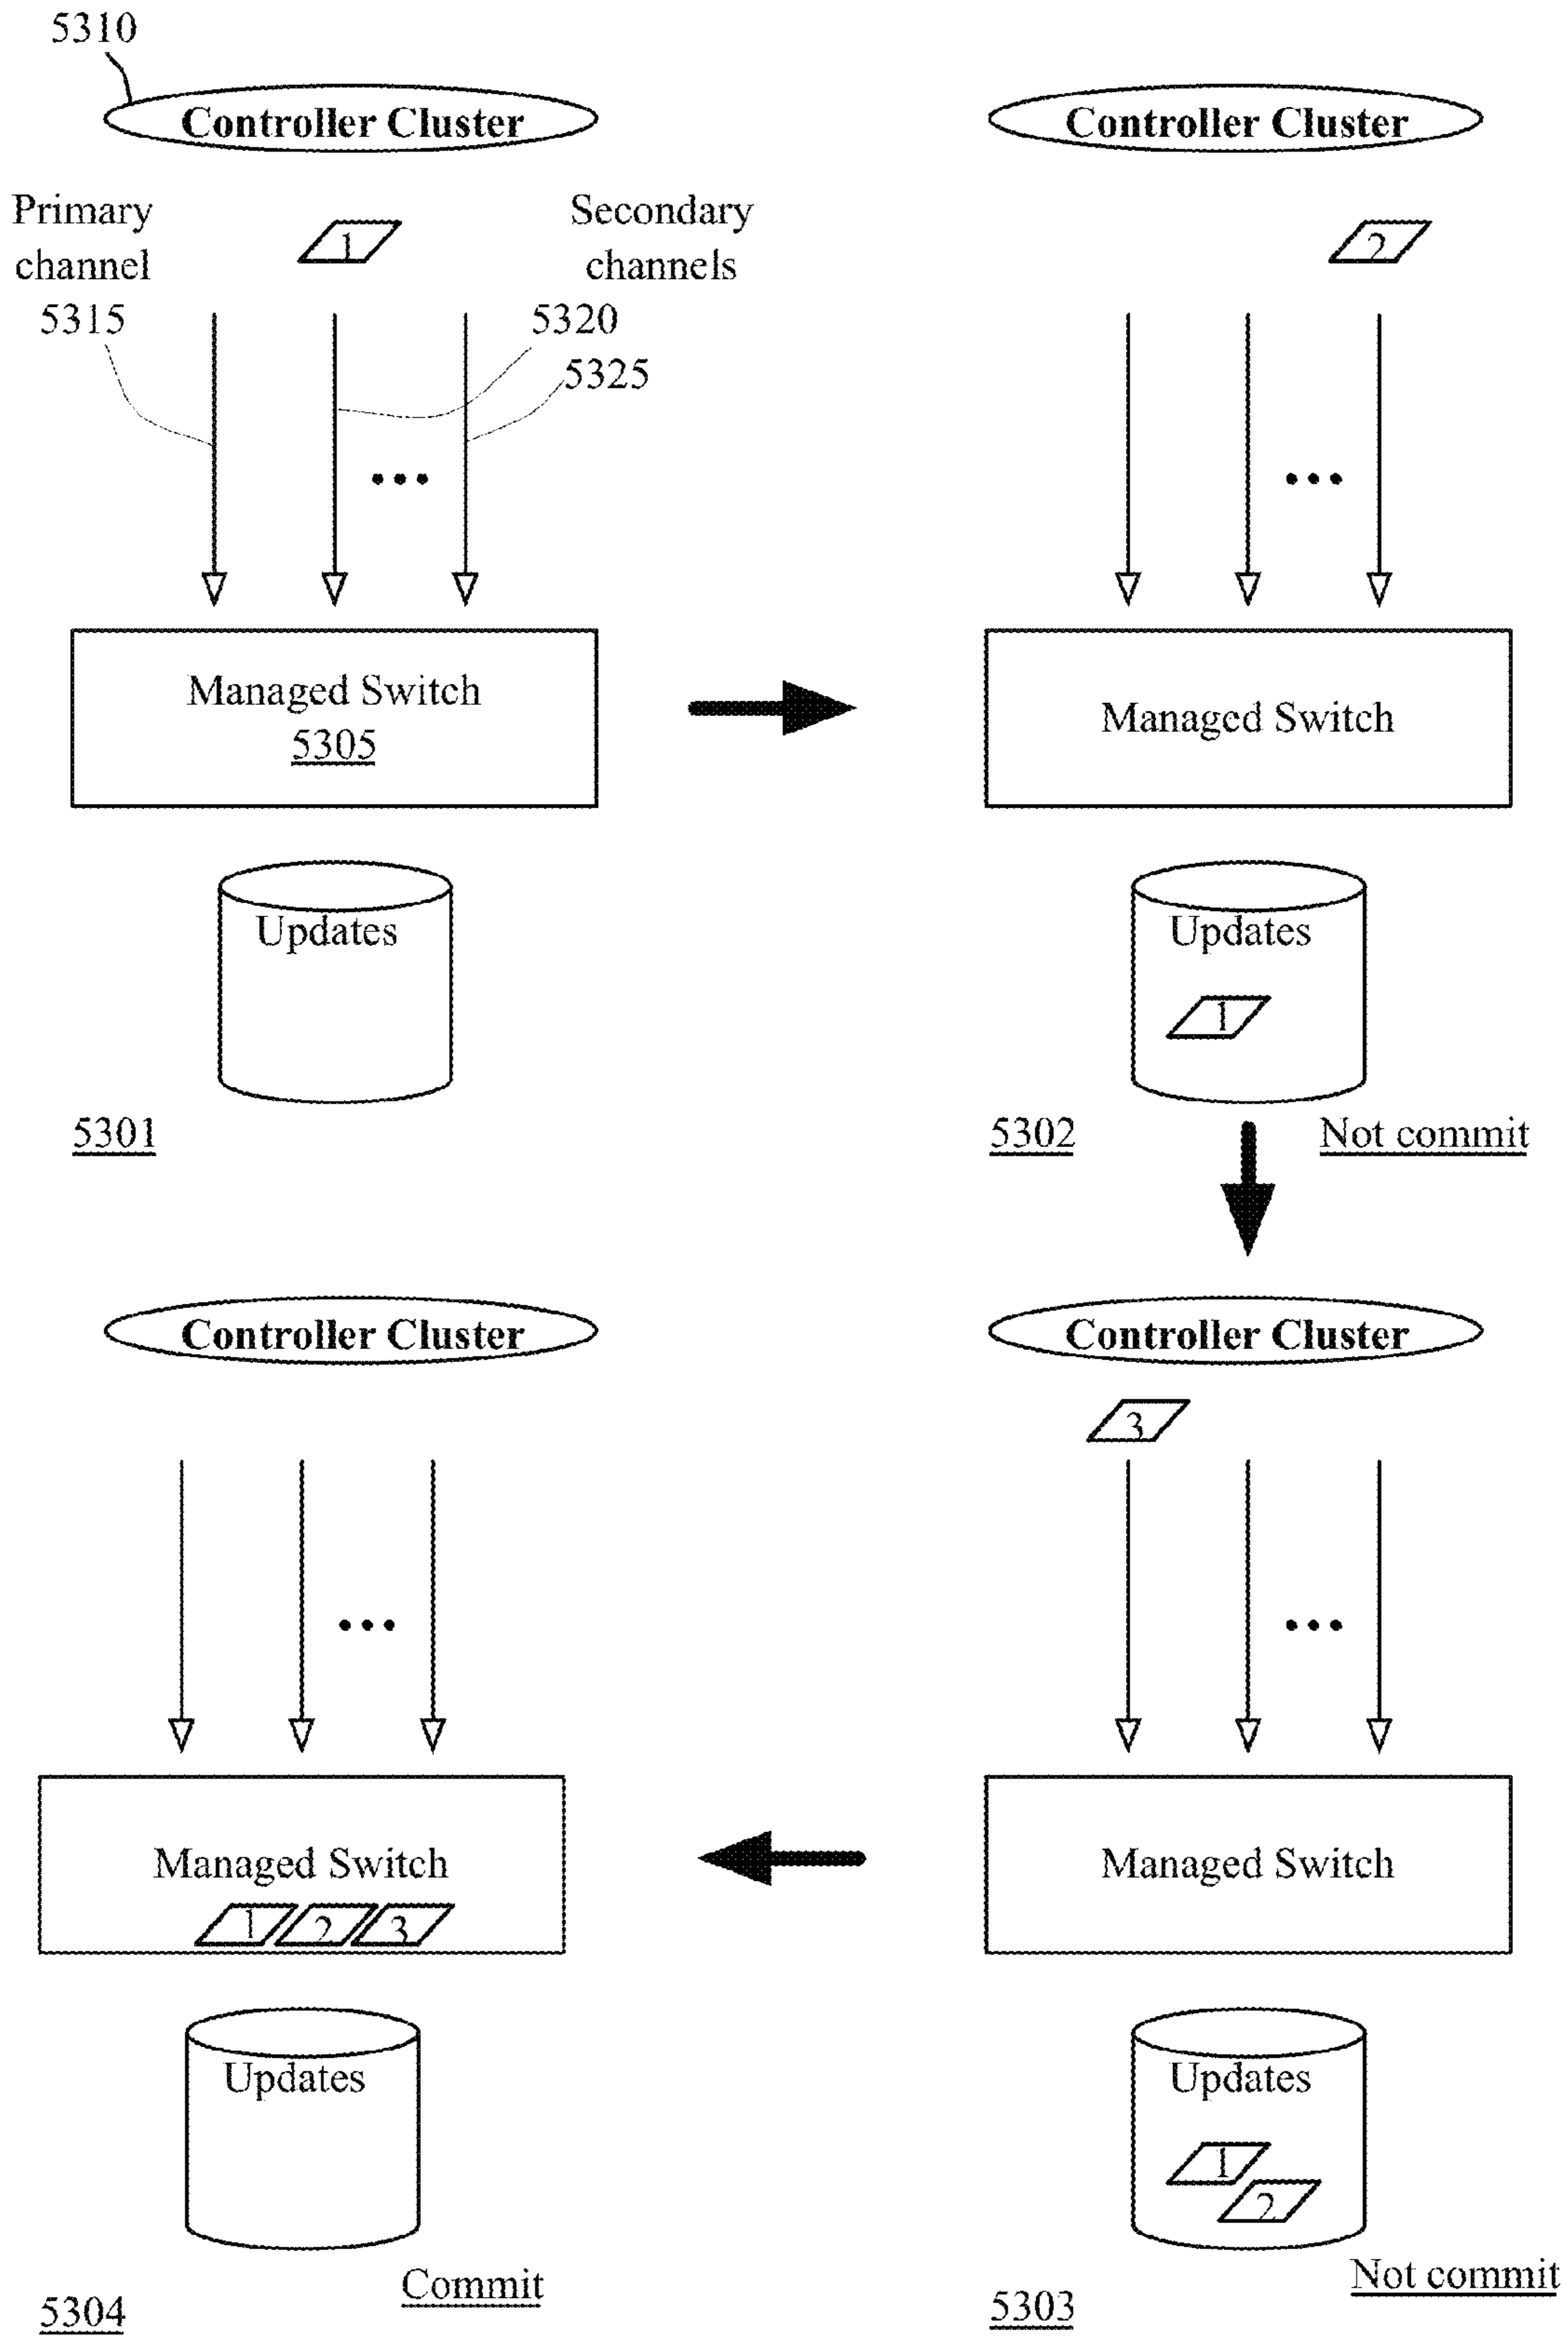 5310
Controller Cluster
Primary
channel
5315
1
Secondary
channels
5320
5325
...
Managed Switch
5305
Updates
5301
Controller Cluster
2
...
Managed Switch
Updates
1
5302
Not commit
Controller Cluster
3
...
Managed Switch
Updates
1
2
Not commit
5303
Controller Cluster
...
Managed Switch
1 2 3
Updates
Commit
5304